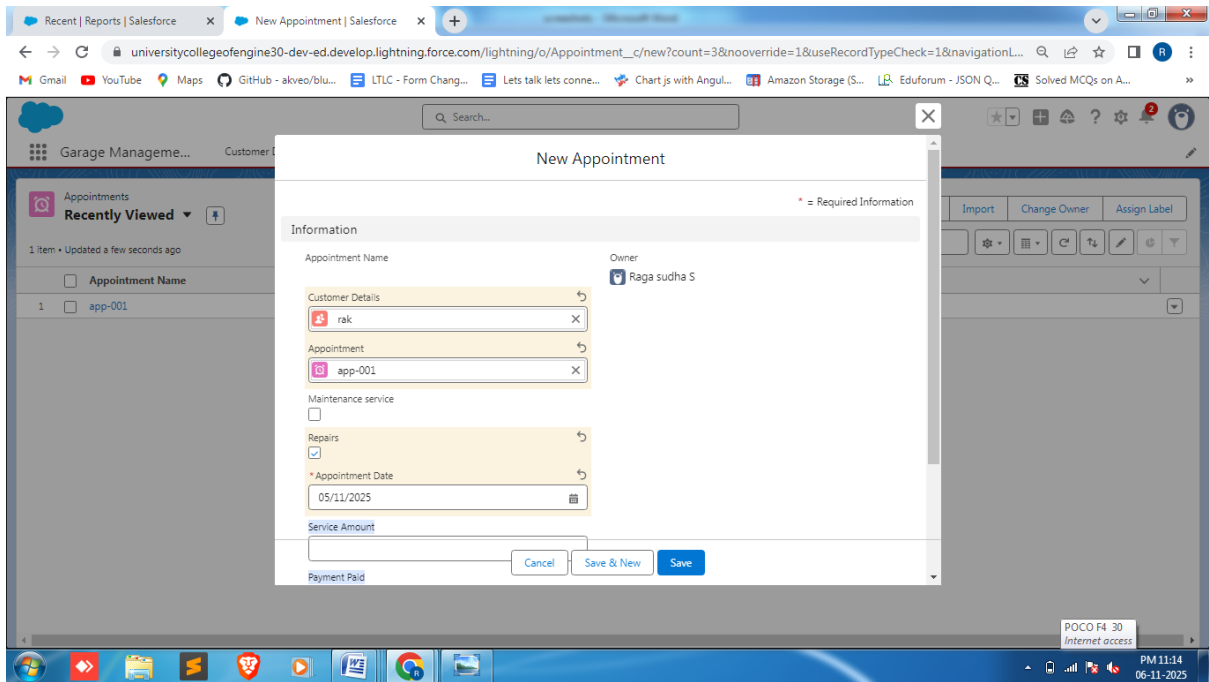 Recent | Reports | Salesforce
New Appointment | Salesforce
screenshots - Microsoft Word
universitycollegeofengine30-dev-ed.develop.lightning.force.com/lightning/o/Appointment__c/new?count=3&nooverride=1&useRecordTypeCheck=1&navigationL...
R
Gmail YouTube Maps GitHub - akveo/blu... LTLC - Form Chang... Lets talk lets conne... Chart js with Angul... Amazon Storage (S... Eduforum - JSON Q... CS Solved MCQs on A... »
Search...
2
Garage Manageme...
Customer D
New Appointment
Appointments
Recently Viewed
* = Required Information
Import
Change Owner
Assign Label
1 item • Updated a few seconds ago
Information
Appointment Name
Owner
Raga sudha S
Appointment Name
1 app-001
Customer Details
rak
Appointment
app-001
Maintenance service
Repairs
*Appointment Date
05/11/2025
Service Amount
Cancel
Save & New
Save
Payment Paid
POCO F4 30
Internet access
PM 11:14
06-11-2025